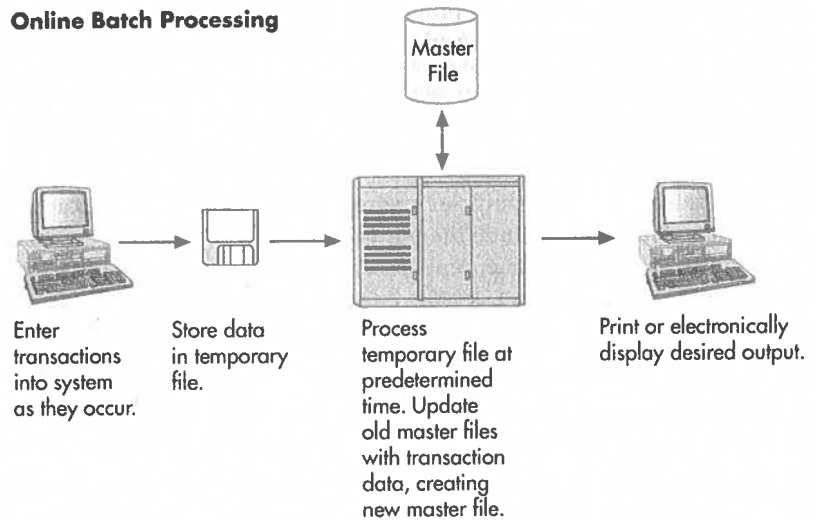 Online Batch Processing
Master
File
Enter
transactions
into system
as they occur.
Store data
in temporary
file.
Process
temporary file at
predetermined
time. Update
old master files
with transaction
data, creating
new master file.
Print or electronically
display desired output.